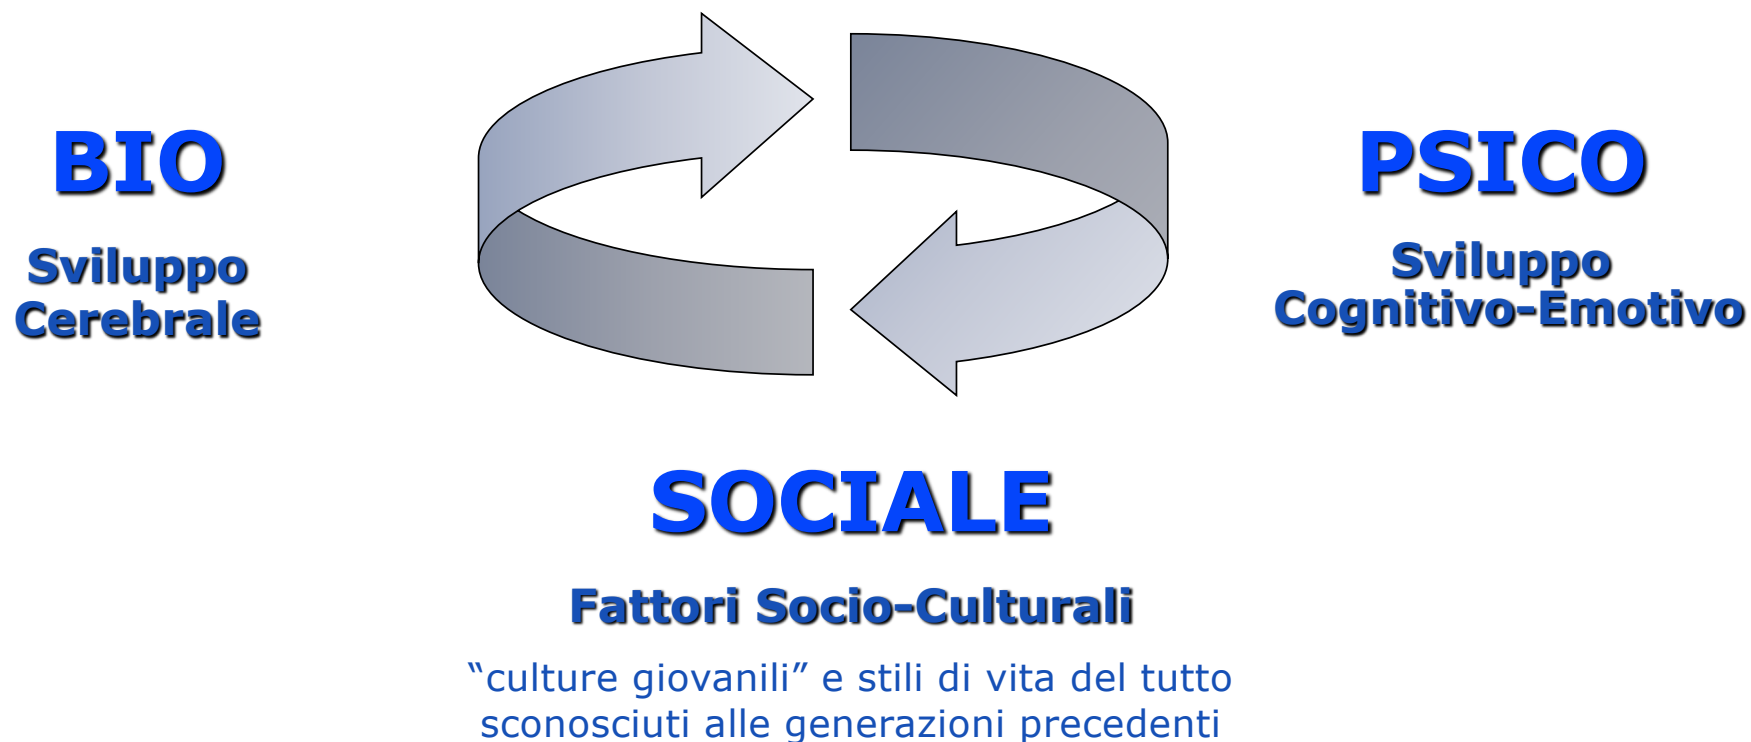 BIO
Sviluppo
Cerebrale
PSICO
Sviluppo
Cognitivo-Emotivo
SOCIALE
Fattori Socio-Culturali
“culture giovanili” e stili di vita del tutto
sconosciuti alle generazioni precedenti